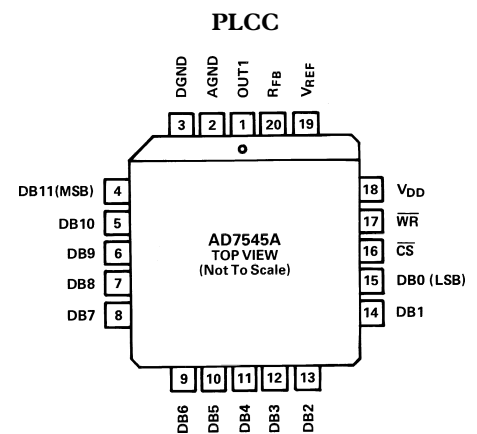 PLCC
DGND
AGND
OUT1
RFB
VREF
3
2
1
20
19
DB11(MSB) 4
DB10 5
DB9 6
DB8 7
DB7 8
18 VDD
17 W̅R̅
16 C̅S̅
15 DB0 (LSB)
14 DB1
AD7545A
TOP VIEW
(Not To Scale)
9
10
11
12
13
DB6
DB5
DB4
DB3
DB2